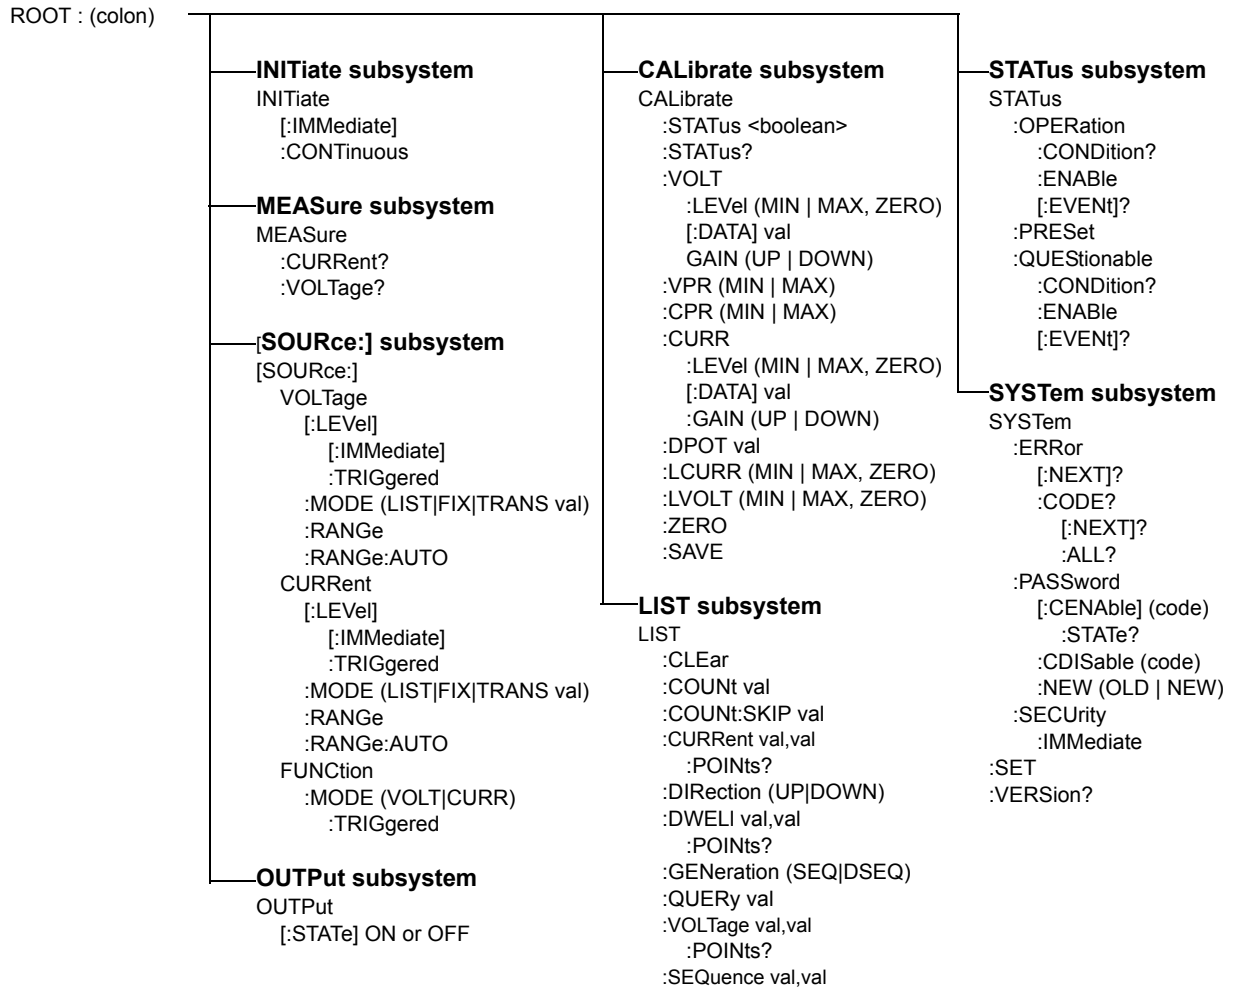 ROOT : (colon)
INITiate subsystem
INITiate
[:IMMediate]
:CONTinuous
MEASure subsystem
MEASure
:CURRent?
:VOLTage?
[SOURce:] subsystem
[SOURce:]
VOLTage
[:LEVel]
[:IMMediate]
:TRIGgered
:MODE (LIST|FIX|TRANS val)
:RANGe
:RANGe:AUTO
CURRent
[:LEVel]
[:IMMediate]
:TRIGgered
:MODE (LIST|FIX|TRANS val)
:RANGe
:RANGe:AUTO
FUNCtion
:MODE (VOLT|CURR)
:TRIGgered
OUTPut subsystem
OUTPut
[:STATe] ON or OFF
CALibrate subsystem
CALibrate
:STATus <boolean>
:STATus?
:VOLT
:LEVel (MIN | MAX, ZERO)
[:DATA] val
GAIN (UP | DOWN)
:VPR (MIN | MAX)
:CPR (MIN | MAX)
:CURR
:LEVel (MIN | MAX, ZERO)
[:DATA] val
:GAIN (UP | DOWN)
:DPOT val
:LCURR (MIN | MAX, ZERO)
:LVOLT (MIN | MAX, ZERO)
:ZERO
:SAVE
LIST subsystem
LIST
:CLEar
:COUNt val
:COUNt:SKIP val
:CURRent val,val
:POINts?
:DIRection (UP|DOWN)
:DWELl val,val
:POINts?
:GENeration (SEQ|DSEQ)
:QUERy val
:VOLTage val,val
:POINts?
:SEQuence val,val
STATus subsystem
STATus
:OPERation
:CONDition?
:ENABle
[:EVENt]?
:PRESet
:QUEStionable
:CONDition?
:ENABle
[:EVENt]?
SYSTem subsystem
SYSTem
:ERRor
[:NEXT]?
:CODE?
[:NEXT]?
:ALL?
:PASSword
[:CENAble] (code)
:STATe?
:CDISable (code)
:NEW (OLD | NEW)
:SECUrity
:IMMediate
:SET
:VERSion?